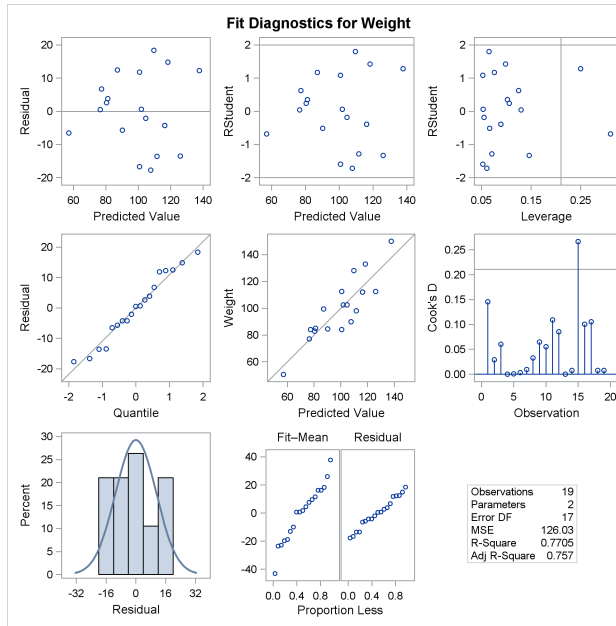 Fit Diagnostics for Weight
Residual
20
10
0
-10
-20
60 80 100 120 140
Predicted Value
RStudent
2
1
0
-1
-2
60 80 100 120 140
Predicted Value
RStudent
2
1
0
-1
-2
0.05 0.15 0.25
Leverage
Residual
20
10
0
-10
-20
-2 -1 0 1 2
Quantile
Weight
140
120
100
80
60
60 80 100 120 140
Predicted Value
Cook's D
0.25
0.20
0.15
0.10
0.05
0.00
0 5 10 15 20
Observation
Percent
30
25
20
15
10
5
0
-32 -16 0 16 32
Residual
Fit–Mean Residual
40
20
0
-20
-40
0.0 0.4 0.8 0.0 0.4 0.8
Proportion Less
Observations 19
Parameters 2
Error DF 17
MSE 126.03
R-Square 0.7705
Adj R-Square 0.757